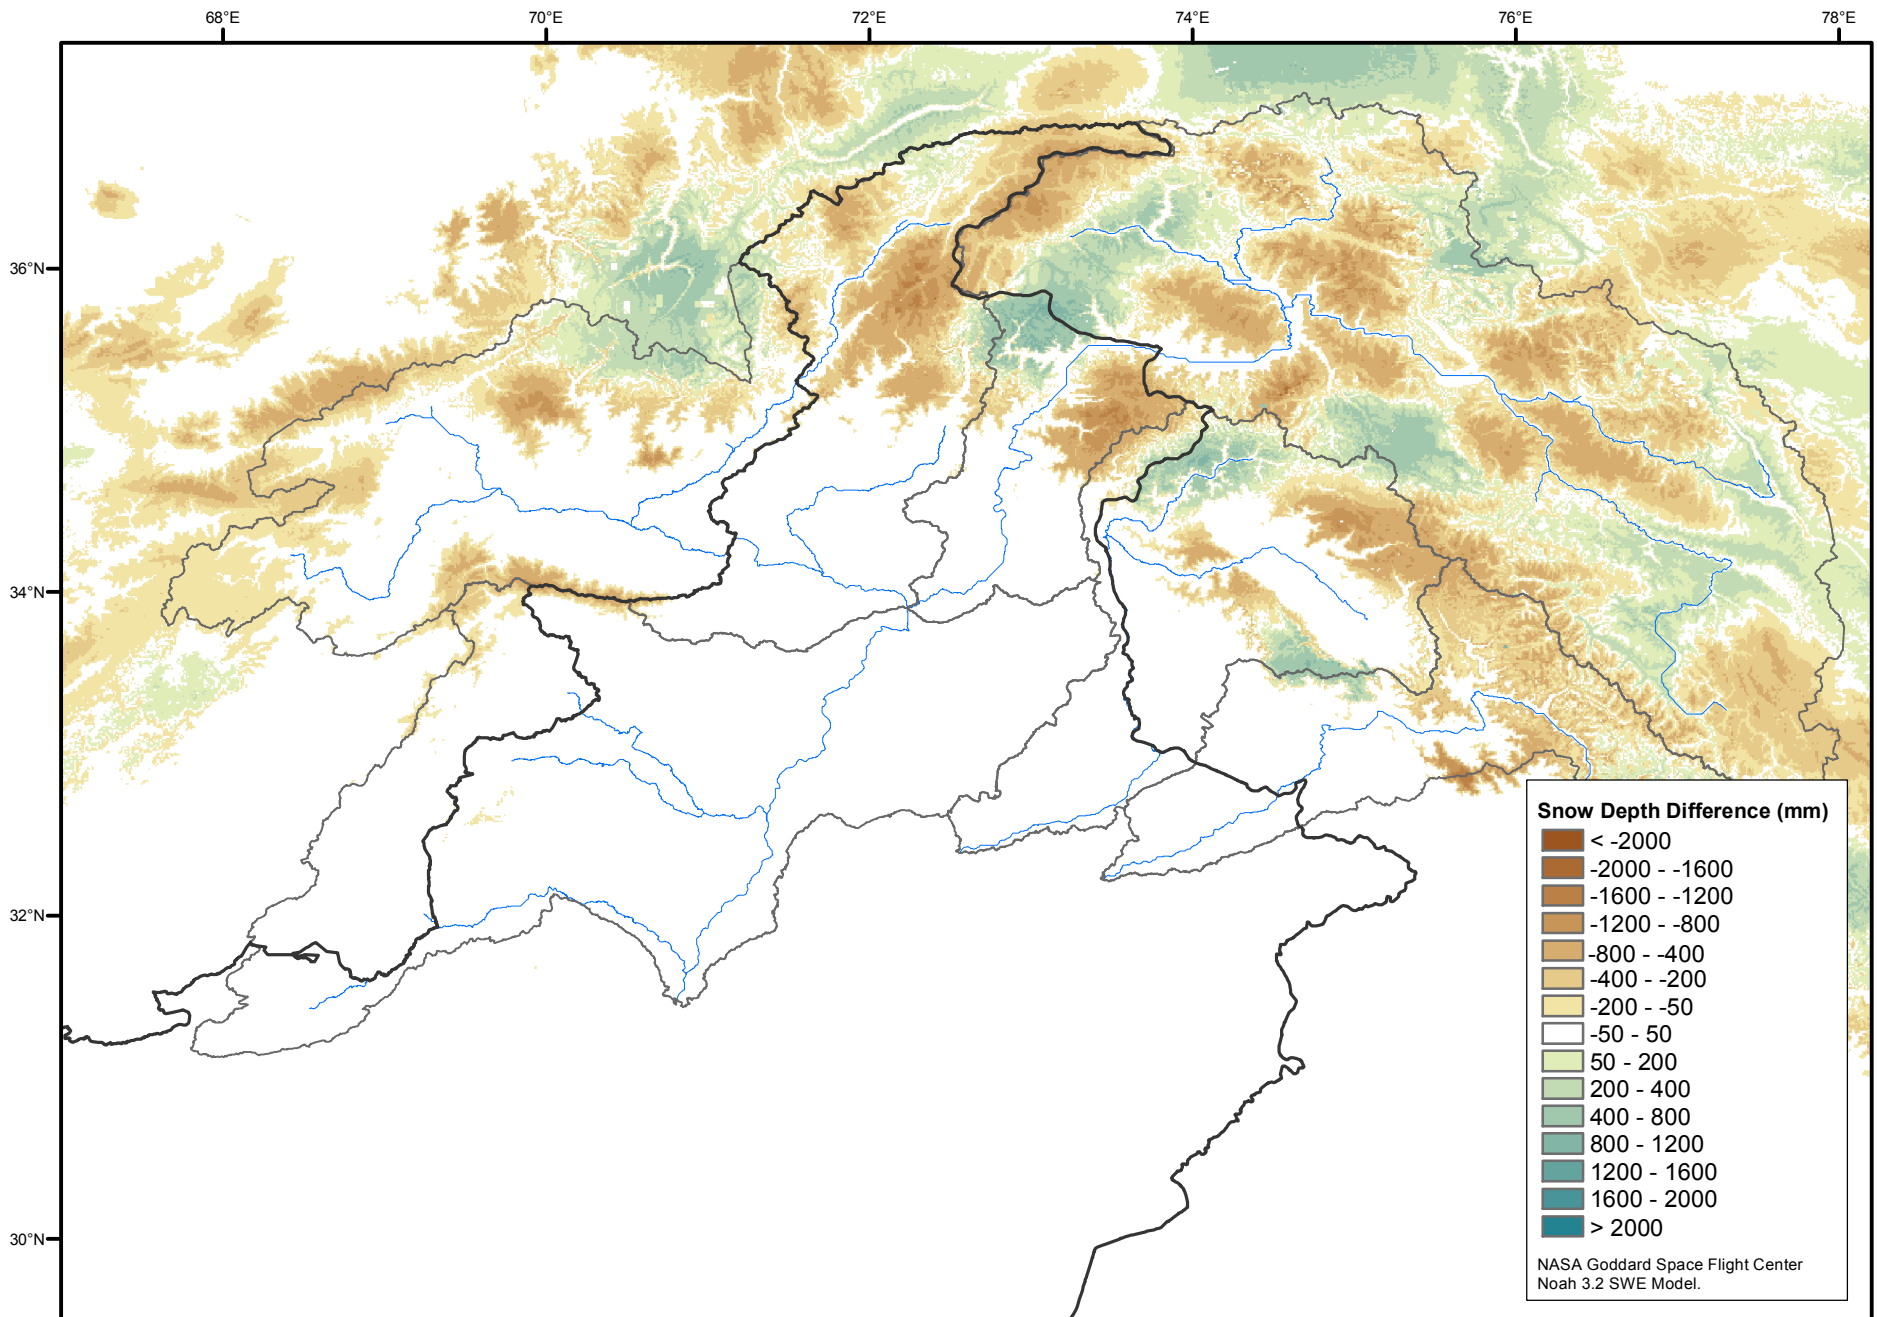 68°E 70°E 72°E 74°E 76°E 78°E
36°N
34°N
32°N
30°N
Snow Depth Difference (mm)
< -2000
-2000 - -1600
-1600 - -1200
-1200 - -800
-800 - -400
-400 - -200
-200 - -50
-50 - 50
50 - 200
200 - 400
400 - 800
800 - 1200
1200 - 1600
1600 - 2000
> 2000
NASA Goddard Space Flight Center
Noah 3.2 SWE Model.